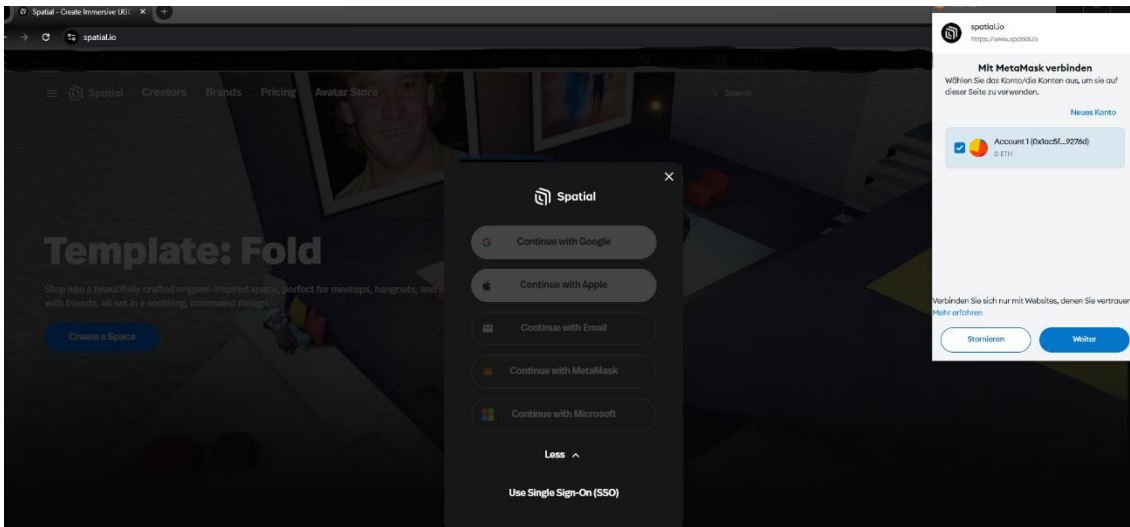 Spatial - Create Immersive UGC
spatial.io
Spatial Creators Brands Pricing Avatar Store Search
Template: Fold
Step into a beautifully crafted origami-inspired space, perfect for meetups, hangouts, and
with friends, all set in a soothing, minimalist design.
Create a Space
Spatial
Continue with Google
Continue with Apple
Continue with Email
Continue with MetaMask
Continue with Microsoft
Less
Use Single Sign-On (SSO)
spatial.io
https://www.spatial.io
Mit MetaMask verbinden
Wählen Sie das Konto/die Konten aus, um sie auf
dieser Seite zu verwenden.
Neues Konto
Account 1 (0x1ac5f...9276d)
0 ETH
Verbinden Sie sich nur mit Websites, denen Sie vertrauen
Mehr erfahren
Stornieren
Weiter